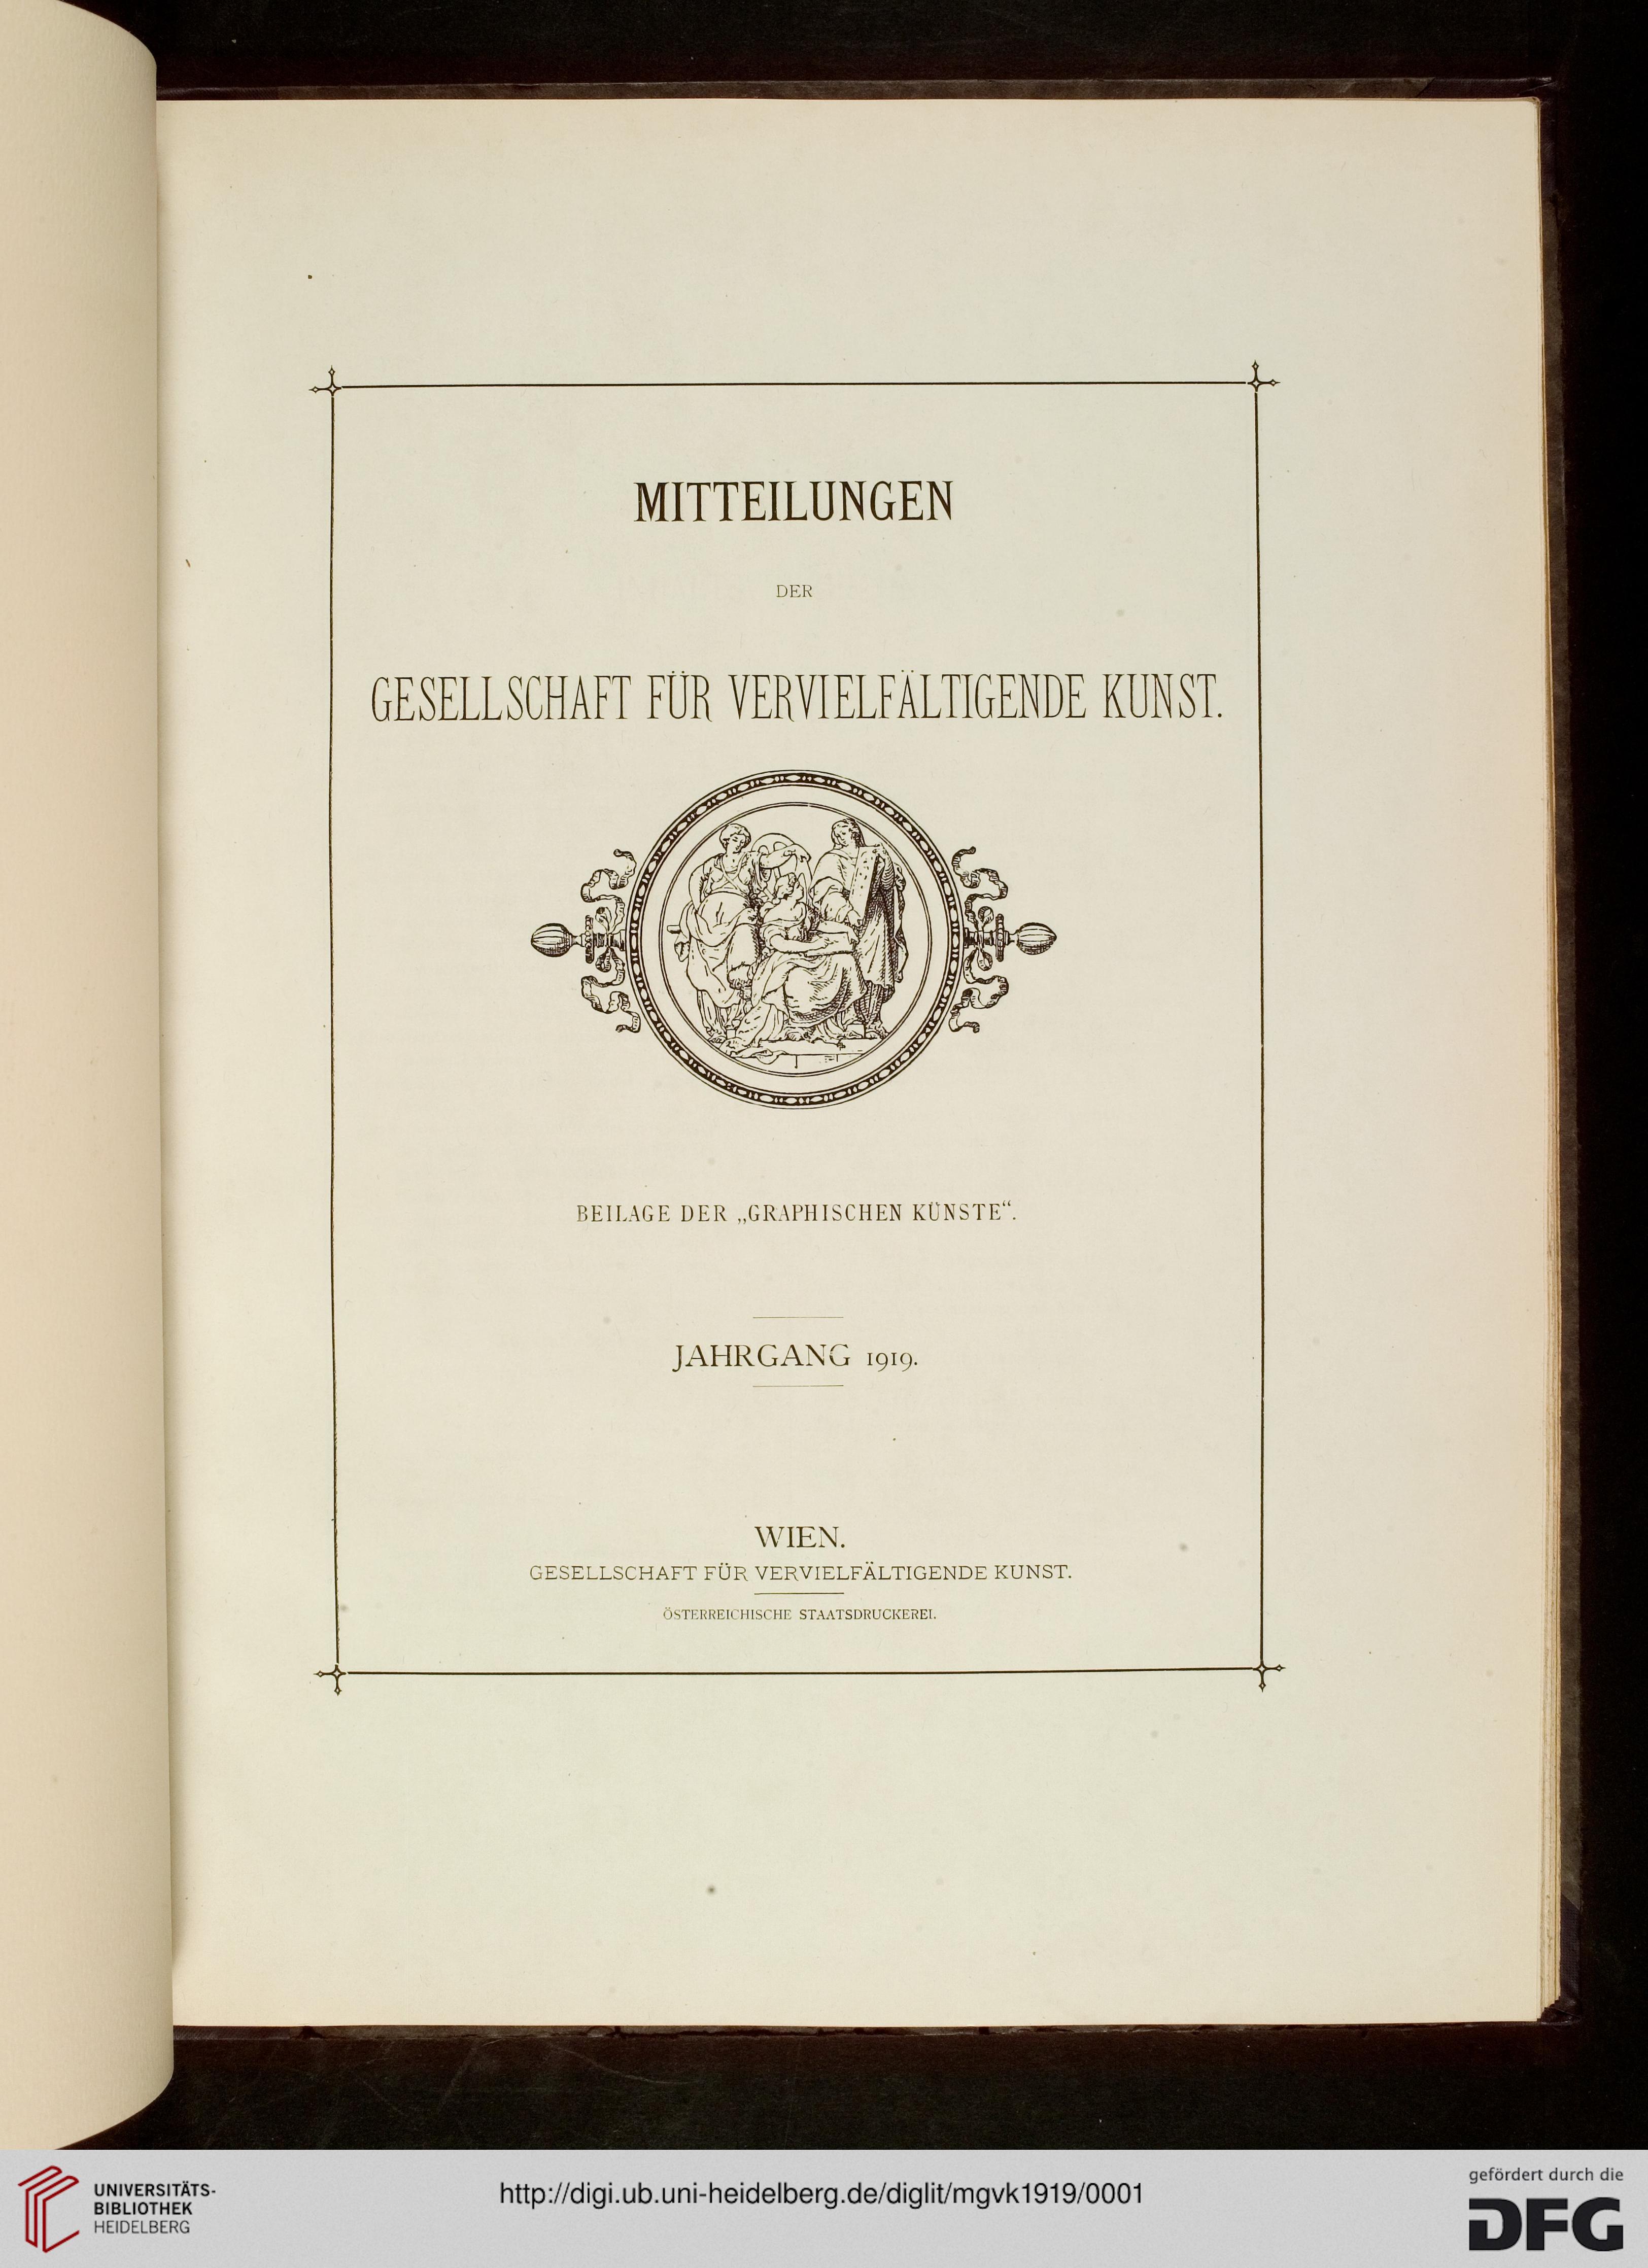 MITTEILUNGEN
DER
GESELLSCHAFT FÜR VERVIELFÄLTIGENDE KUNST.
BEILAGE DER „GRAPHISCHEN KÜNSTE“.
JAHRGANG 1919.
WIEN.
GESELLSCHAFT FÜR VERVIELFÄLTIGENDE KUNST.
ÖSTERREICHISCHE STAATSDRUCKEREI.
UNIVERSITÄTS-
BIBLIOTHEK
HEIDELBERG
http://digi.ub.uni-heidelberg.de/diglit/mgvk1919/0001
gefördert durch die
DFG